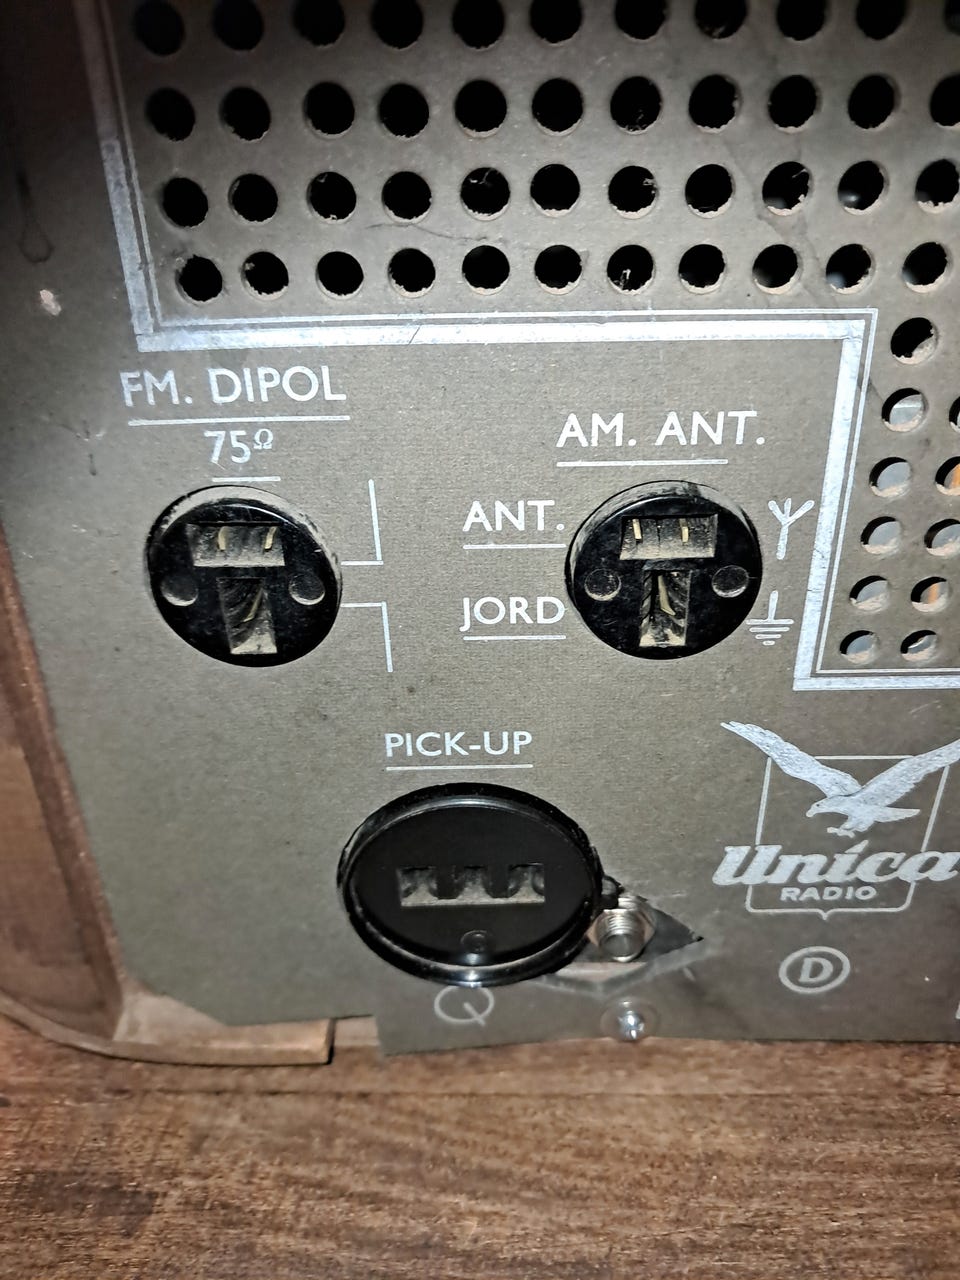 FM. DIPOL
75Ω
AM. ANT.
ANT.
JORD
PICK-UP
Unica
RADIO
D